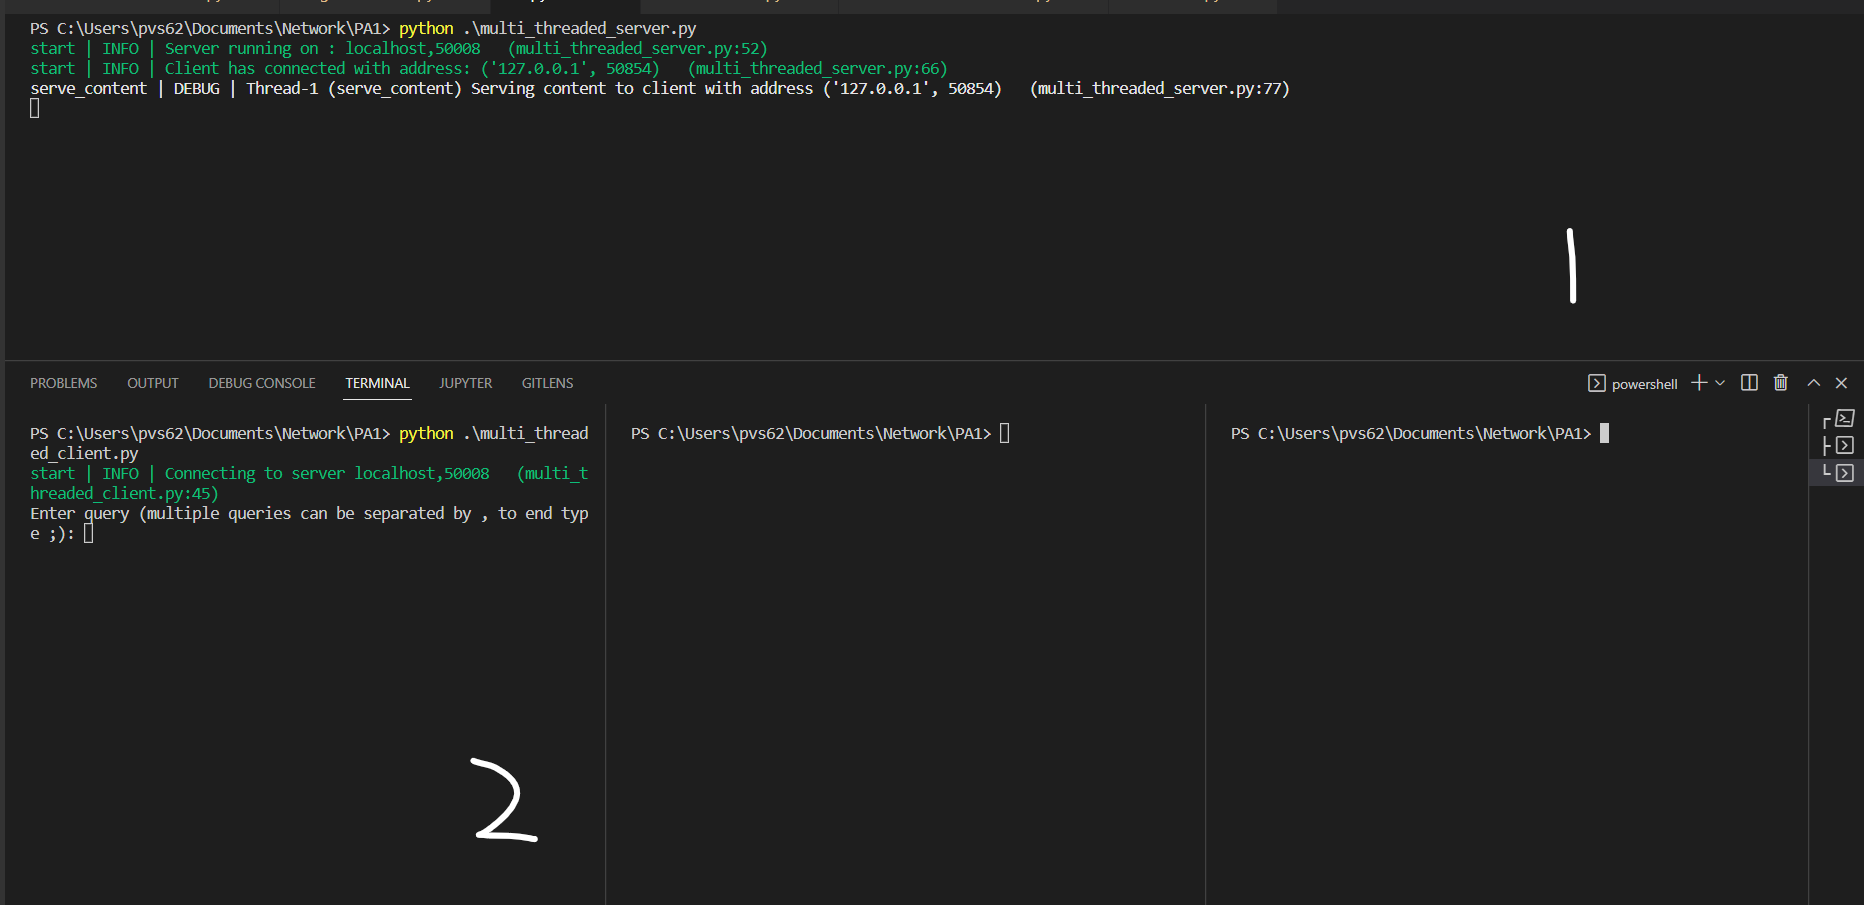 PS C:\Users\pvs62\Documents\Network\PA1> python .\multi_threaded_server.py
start | INFO | Server running on : localhost,50008   (multi_threaded_server.py:52)
start | INFO | Client has connected with address: ('127.0.0.1', 50854)   (multi_threaded_server.py:66)
serve_content | DEBUG | Thread-1 (serve_content) Serving content to client with address ('127.0.0.1', 50854)   (multi_threaded_server.py:77)
1
PROBLEMS OUTPUT DEBUG CONSOLE TERMINAL JUPYTER GITLENS
powershell
PS C:\Users\pvs62\Documents\Network\PA1> python .\multi_thread
ed_client.py
start | INFO | Connecting to server localhost,50008   (multi_t
hreaded_client.py:45)
Enter query (multiple queries can be separated by , to end typ
e ;):
2
PS C:\Users\pvs62\Documents\Network\PA1>
PS C:\Users\pvs62\Documents\Network\PA1>